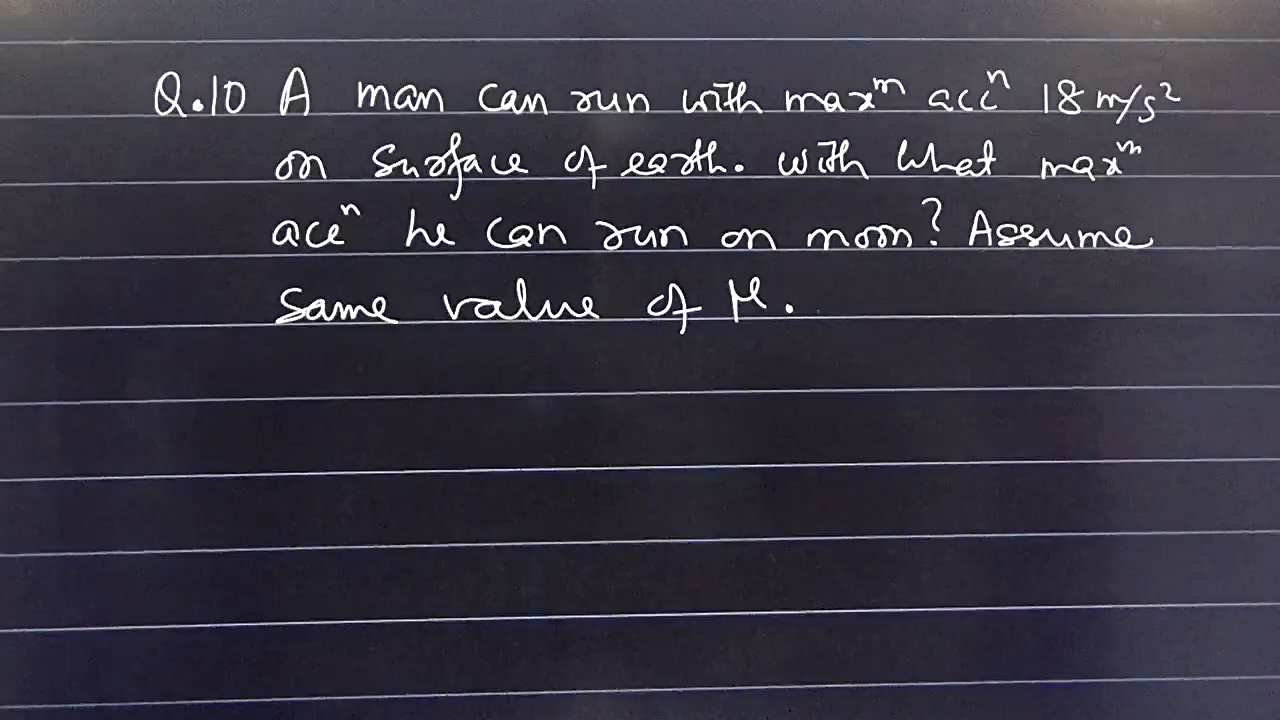 Q.10 A man can run with maxᵐ accⁿ 18 m/s²
on surface of earth. with what maxᵐ
accⁿ he can run on moon? Assume
same value of μ.